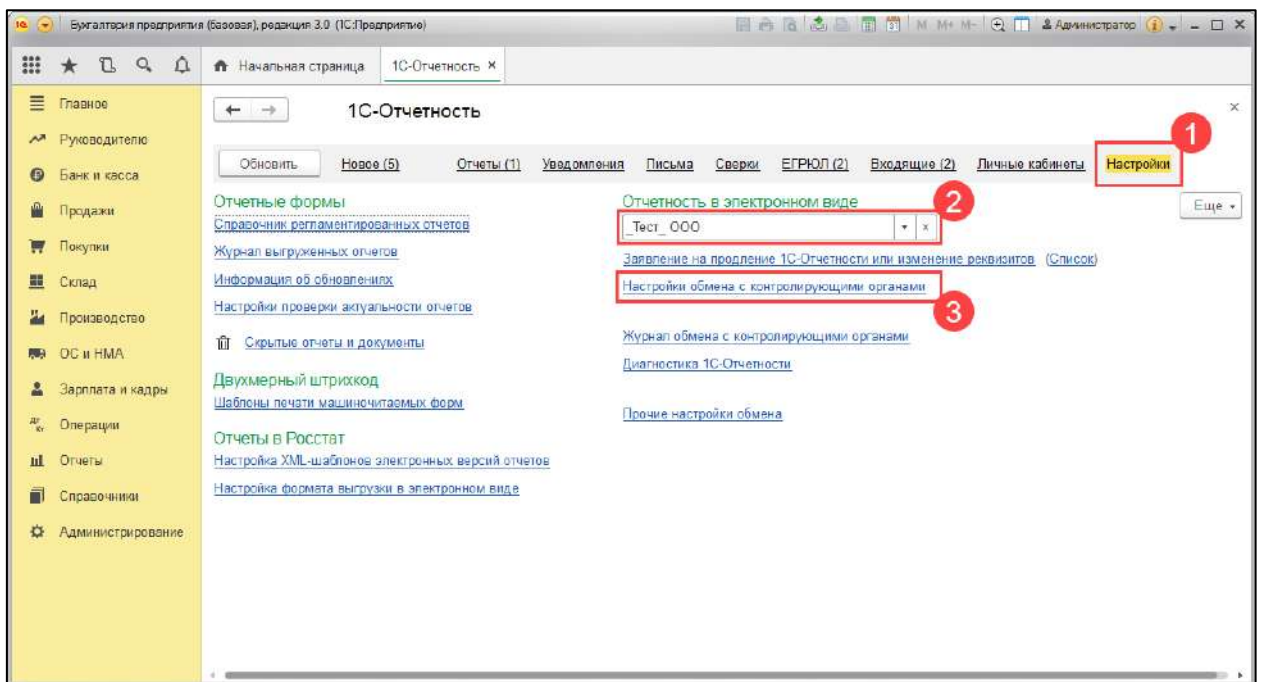 Бухгалтерия предприятия (базовая), редакция 3.0 (1С:Предприятие)
M M+ M-
Администратор
Начальная страница
1С-Отчетность ×
Главное
Руководителю
Банк и касса
Продажи
Покупки
Склад
Производство
ОС и НМА
Зарплата и кадры
Операции
Отчеты
Справочники
Администрирование
1С-Отчетность
1
Обновить Новое (5) Отчеты (1) Уведомления Письма Сверки ЕГРЮЛ (2) Входящие (2) Личные кабинеты Настройки
Еще
Отчетные формы
Справочник регламентированных отчетов
Журнал выгруженных отчетов
Информация об обновлениях
Настройки проверки актуальности отчетов
Скрытые отчеты и документы
Двухмерный штрихкод
Шаблоны печати машиночитаемых форм
Отчеты в Росстат
Настройка XML-шаблонов электронных версий отчетов
Настройка формата выгрузки в электронном виде
Отчетность в электронном виде
2
_Тест_ ООО
Заявление на продление 1С-Отчетности или изменение реквизитов (Список)
Настройки обмена с контролирующими органами
3
Журнал обмена с контролирующими органами
Диагностика 1С-Отчетности
Прочие настройки обмена